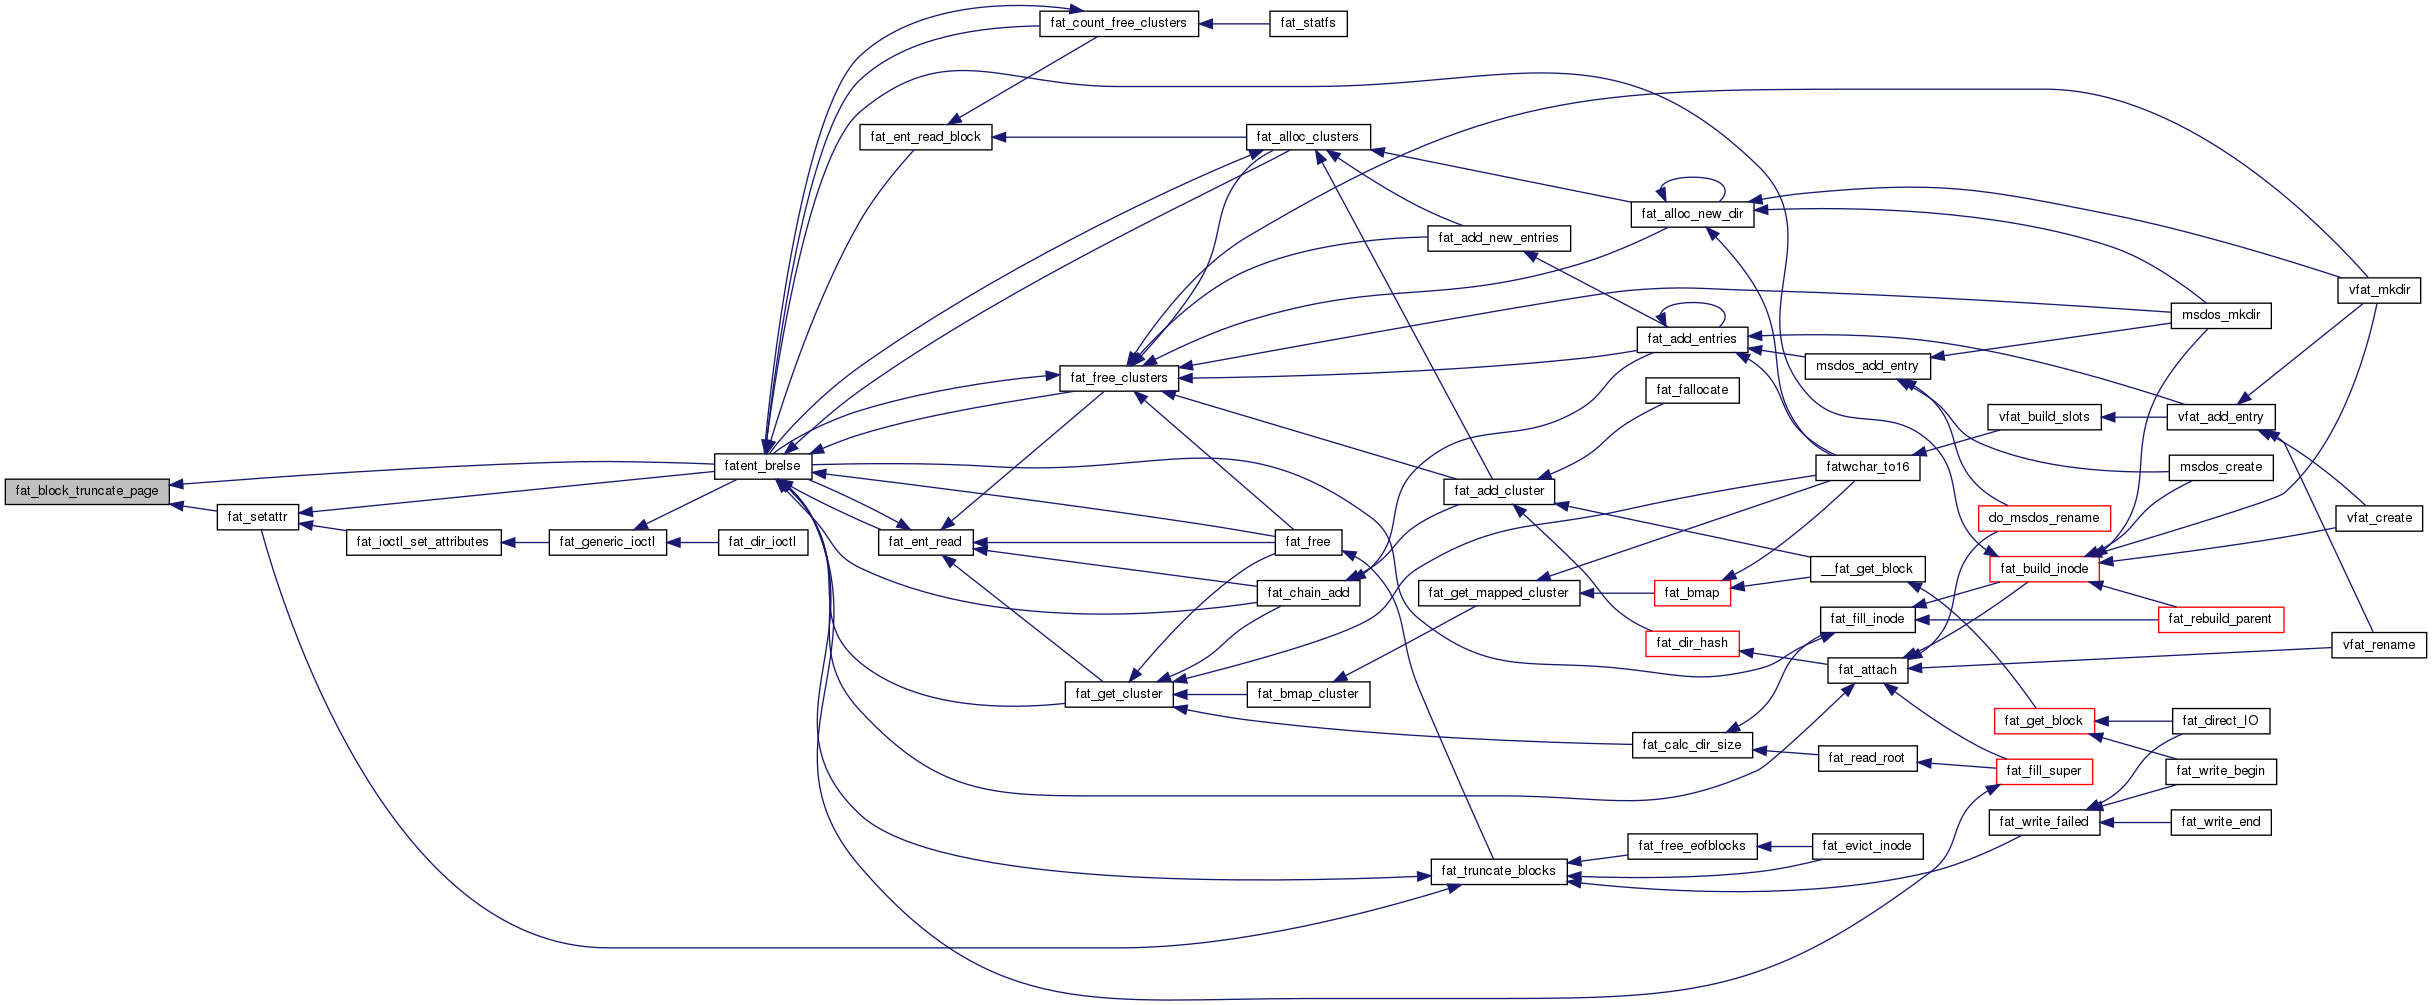 fat_count_free_clusters
fat_statfs
fat_ent_read_block
fat_alloc_clusters
fat_alloc_new_dir
fat_add_new_entries
vfat_mkdir
msdos_mkdir
fat_add_entries
msdos_add_entry
fat_free_clusters
fat_fallocate
vfat_build_slots
vfat_add_entry
fatent_brelse
fatwchar_to16
msdos_create
fat_block_truncate_page
fat_add_cluster
fat_setattr
do_msdos_rename
vfat_create
fat_ioctl_set_attributes
fat_generic_ioctl
fat_dir_ioctl
fat_ent_read
fat_free
__fat_get_block
fat_build_inode
fat_chain_add
fat_get_mapped_cluster
fat_bmap
fat_fill_inode
fat_rebuild_parent
fat_dir_hash
vfat_rename
fat_attach
fat_get_cluster
fat_bmap_cluster
fat_get_block
fat_direct_IO
fat_calc_dir_size
fat_read_root
fat_fill_super
fat_write_begin
fat_write_failed
fat_write_end
fat_free_eofblocks
fat_evict_inode
fat_truncate_blocks